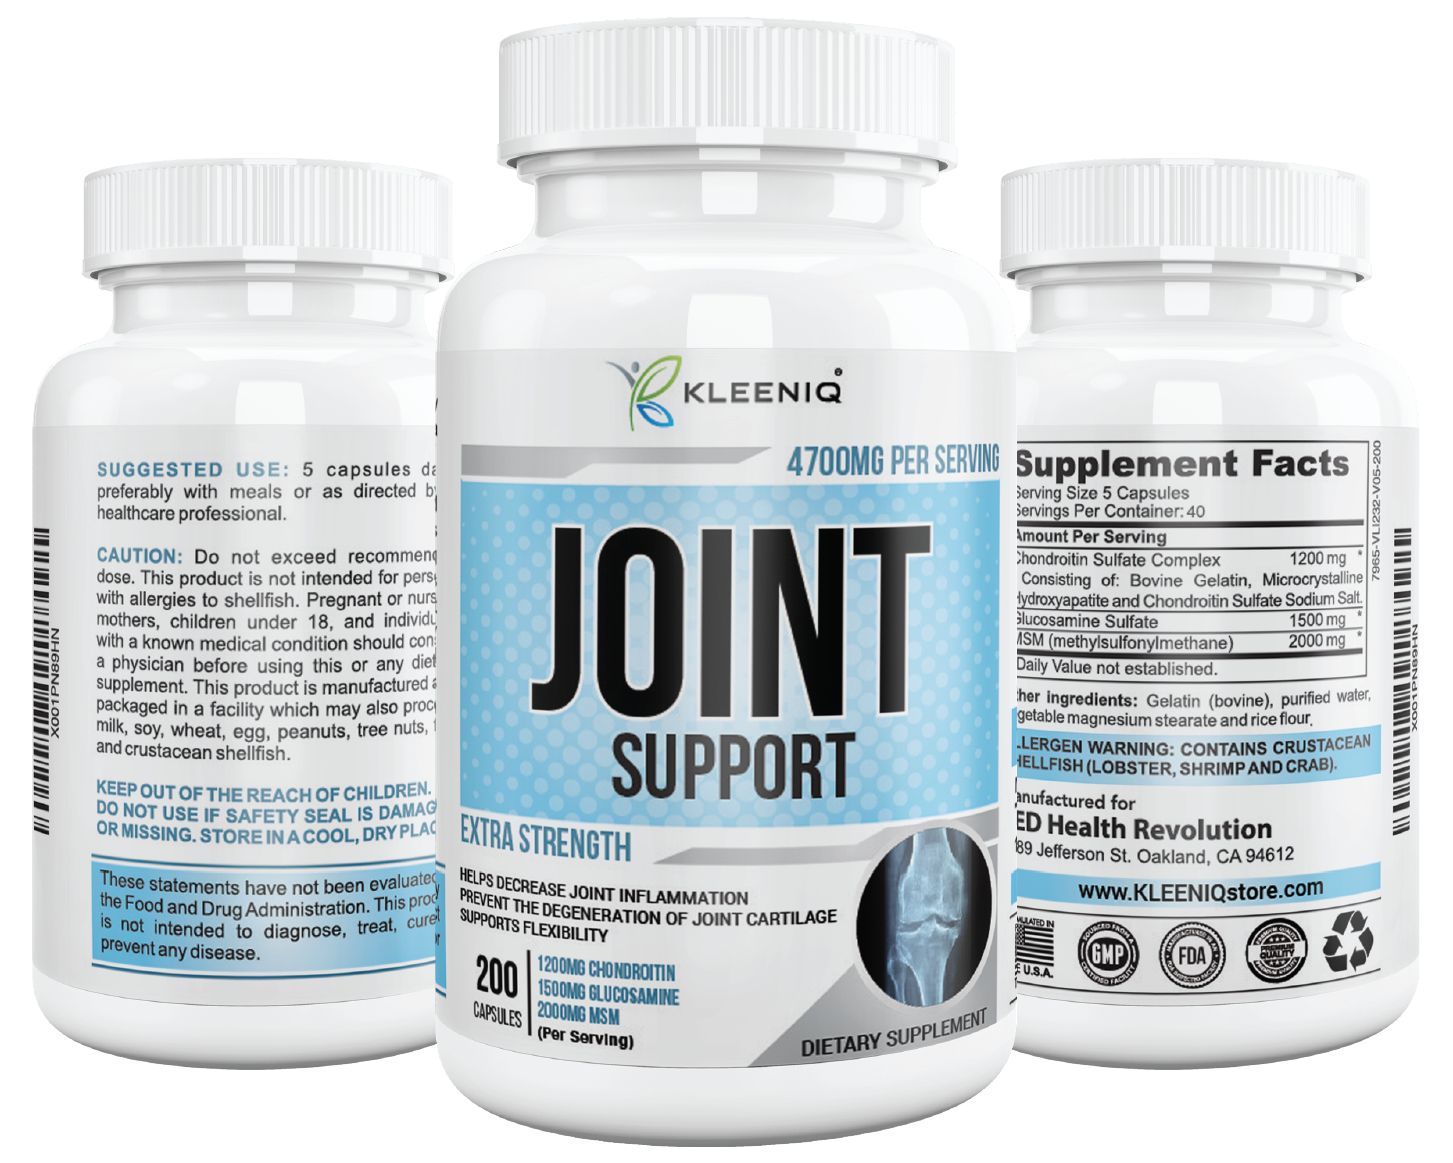 SUGGESTED USE: 5 capsules da
preferably with meals or as directed by
healthcare professional.
CAUTION: Do not exceed recommend
dose. This product is not intended for pers
with allergies to shellfish. Pregnant or nurs
mothers, children under 18, and individu
with a known medical condition should con
a physician before using this or any diet
supplement. This product is manufactured a
packaged in a facility which may also proc
milk, soy, wheat, egg, peanuts, tree nuts,
and crustacean shellfish.
KEEP OUT OF THE REACH OF CHILDREN.
DO NOT USE IF SAFETY SEAL IS DAMAG
OR MISSING. STORE IN A COOL, DRY PLAC
These statements have not been evaluated
the Food and Drug Administration. This prod
is not intended to diagnose, treat, cure
prevent any disease.
X001PN89HN
KLEENIQ®
4700MG PER SERVING
JOINT
SUPPORT
EXTRA STRENGTH
HELPS DECREASE JOINT INFLAMMATION
PREVENT THE DEGENERATION OF JOINT CARTILAGE
SUPPORTS FLEXIBILITY
200
CAPSULES
1200MG CHONDROITIN
1500MG GLUCOSAMINE
2000MG MSM
(Per Serving)
DIETARY SUPPLEMENT
Supplement Facts
Serving Size 5 Capsules
Servings Per Container: 40
Amount Per Serving
Chondroitin Sulfate Complex 1200 mg *
Consisting of: Bovine Gelatin, Microcrystalline
Hydroxyapatite and Chondroitin Sulfate Sodium Salt.
Glucosamine Sulfate 1500 mg *
MSM (methylsulfonylmethane) 2000 mg *
Daily Value not established.
7965-VLI232-V05-200
ther ingredients: Gelatin (bovine), purified water,
getable magnesium stearate and rice flour.
LLERGEN WARNING: CONTAINS CRUSTACEAN
HELLFISH (LOBSTER, SHRIMP AND CRAB).
anufactured for
ED Health Revolution
89 Jefferson St. Oakland, CA 94612
www.KLEENIQstore.com
U.S.A.
GMP
FDA
PREMIUM
QUALITY
X001PN89HN